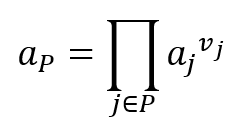 a_P = ∏_{j∈P} a_j^{v_j}